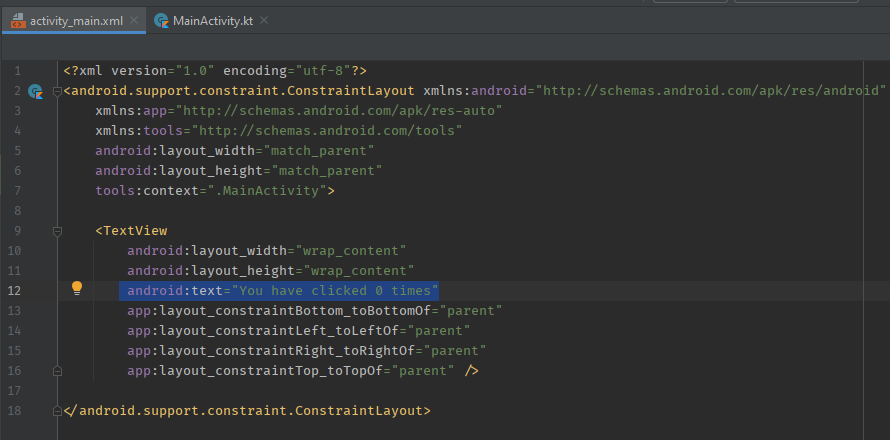 activity_main.xml
MainActivity.kt
1 <?xml version="1.0" encoding="utf-8"?>
2 <android.support.constraint.ConstraintLayout xmlns:android="http://schemas.android.com/apk/res/android"
3 xmlns:app="http://schemas.android.com/apk/res-auto"
4 xmlns:tools="http://schemas.android.com/tools"
5 android:layout_width="match_parent"
6 android:layout_height="match_parent"
7 tools:context=".MainActivity">
8
9 <TextView
10 android:layout_width="wrap_content"
11 android:layout_height="wrap_content"
12 android:text="You have clicked 0 times"
13 app:layout_constraintBottom_toBottomOf="parent"
14 app:layout_constraintLeft_toLeftOf="parent"
15 app:layout_constraintRight_toRightOf="parent"
16 app:layout_constraintTop_toTopOf="parent" />
17
18 </android.support.constraint.ConstraintLayout>